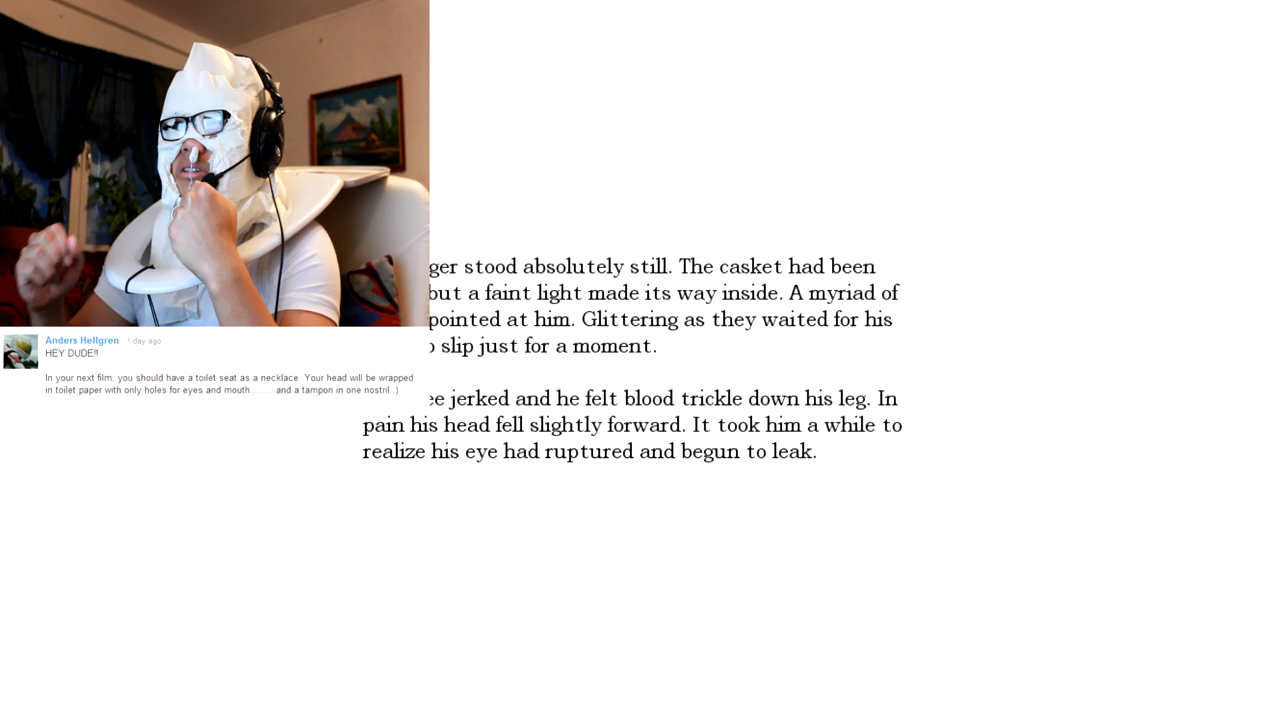 Anders Hellgren 1 day ago
HEY DUDE!!
In your next film, you should have a toilet seat as a necklace. Your head will be wrapped
in toilet paper with only holes for eyes and mouth.........and a tampon in one nostril :)
stood absolutely still. The casket had been
but a faint light made its way inside. A myriad of
pointed at him. Glittering as they waited for his
slip just for a moment.
jerked and he felt blood trickle down his leg. In
pain his head fell slightly forward. It took him a while to
realize his eye had ruptured and begun to leak.